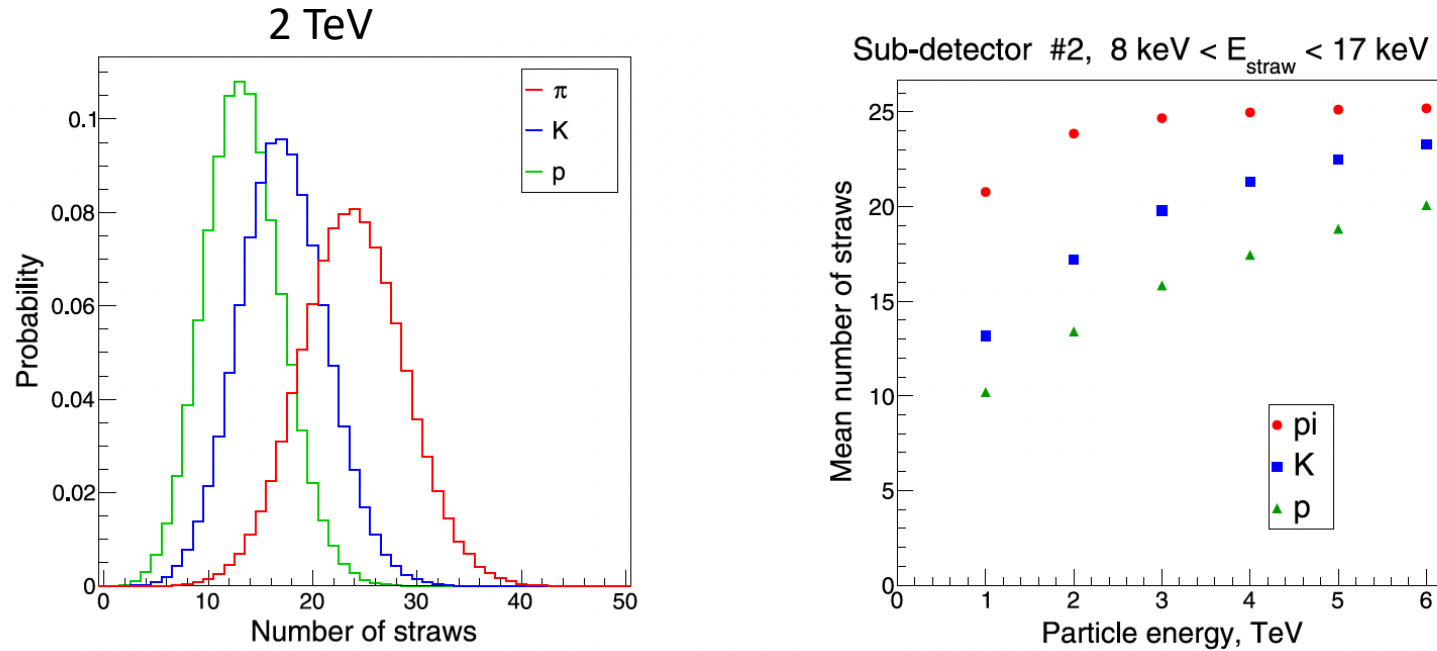 2 TeV
Probability
0.1
0.08
0.06
0.04
0.02
0
0 10 20 30 40 50
Number of straws
π
K
p
Sub-detector #2, 8 keV < E_straw < 17 keV
Mean number of straws
25
20
15
10
5
0
0 1 2 3 4 5 6
Particle energy, TeV
pi
K
p